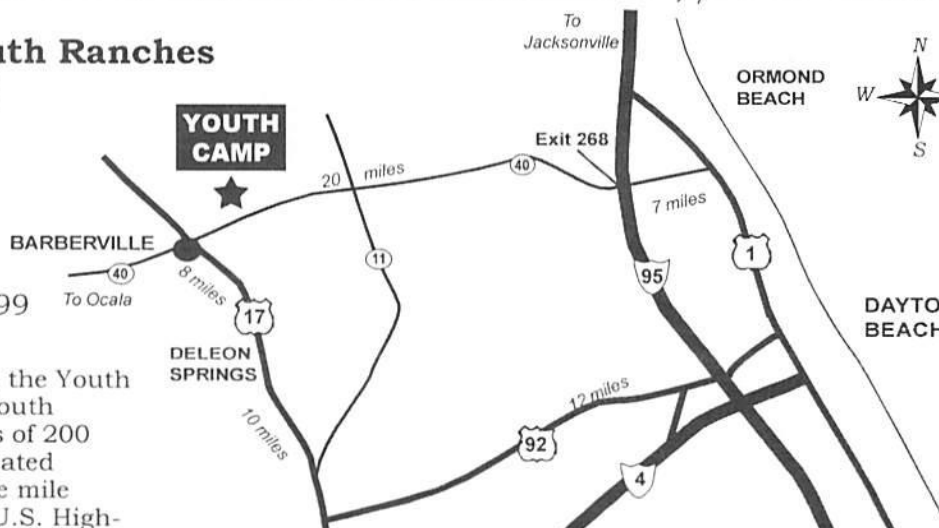 uth Ranches
99
the Youth
outh
s of 200
ated
e mile
U.S. High-
To
Jacksonville
ORMOND
BEACH
N
W
S
YOUTH
CAMP
Exit 268
20 miles
40
7 miles
BARBERVILLE
40
To Ocala
8 miles
11
1
95
17
DAYTO
BEACH
DELEON
SPRINGS
10 miles
12 miles
92
4